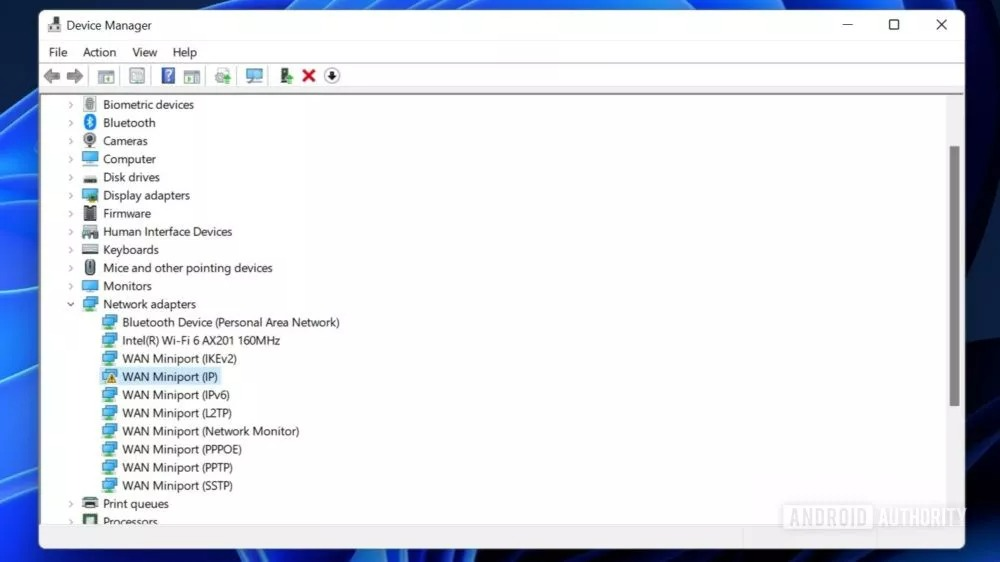 Device Manager
File Action View Help
Biometric devices
Bluetooth
Cameras
Computer
Disk drives
Display adapters
Firmware
Human Interface Devices
Keyboards
Mice and other pointing devices
Monitors
Network adapters
Bluetooth Device (Personal Area Network)
Intel(R) Wi-Fi 6 AX201 160MHz
WAN Miniport (IKEv2)
WAN Miniport (IP)
WAN Miniport (IPv6)
WAN Miniport (L2TP)
WAN Miniport (Network Monitor)
WAN Miniport (PPPOE)
WAN Miniport (PPTP)
WAN Miniport (SSTP)
Print queues
Processors
ANDROID AUTHORITY